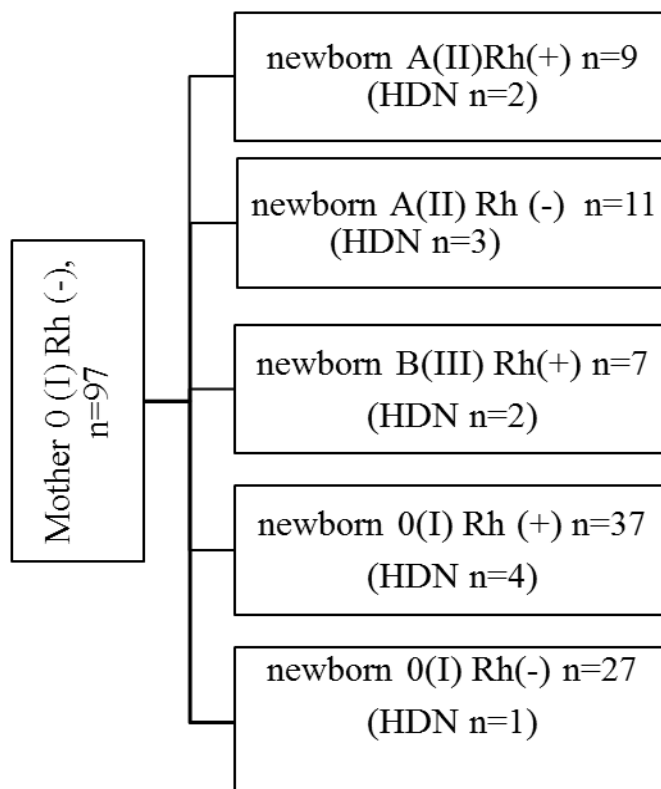 Mother 0 (I) Rh (-),
n=97
newborn A(II)Rh(+) n=9
(HDN n=2)
newborn A(II) Rh (-) n=11
(HDN n=3)
newborn B(III) Rh(+) n=7
(HDN n=2)
newborn 0(I) Rh (+) n=37
(HDN n=4)
newborn 0(I) Rh(-) n=27
(HDN n=1)